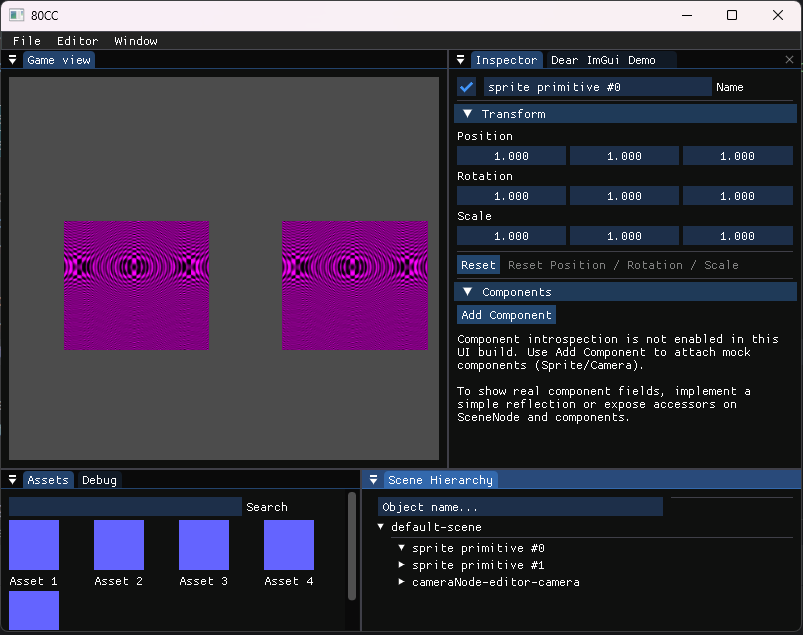 80CC
File Editor Window
Game view
Inspector Dear ImGui Demo
sprite primitive #0 Name
Transform
Position
1.000 1.000 1.000
Rotation
1.000 1.000 1.000
Scale
1.000 1.000 1.000
Reset Reset Position / Rotation / Scale
Components
Add Component
Component introspection is not enabled in this
UI build. Use Add Component to attach mock
components (Sprite/Camera).
To show real component fields, implement a
simple reflection or expose accessors on
SceneNode and components.
Assets Debug
Search
Asset 1 Asset 2 Asset 3 Asset 4
Scene Hierarchy
Object name...
default-scene
sprite primitive #0
sprite primitive #1
cameraNode-editor-camera